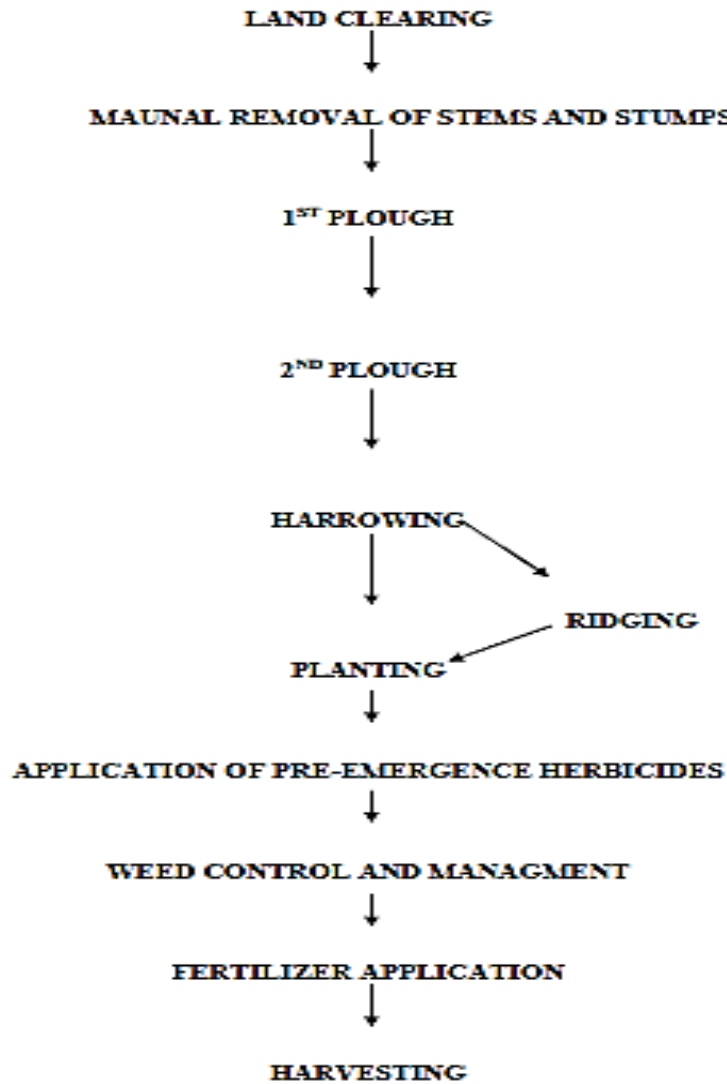 LAND CLEARING
MAUNAL REMOVAL OF STEMS AND STUMPS
1ST PLOUGH
2ND PLOUGH
HARROWING
RIDGING
PLANTING
APPLICATION OF PRE-EMERGENCE HERBICIDES
WEED CONTROL AND MANAGMENT
FERTILIZER APPLICATION
HARVESTING